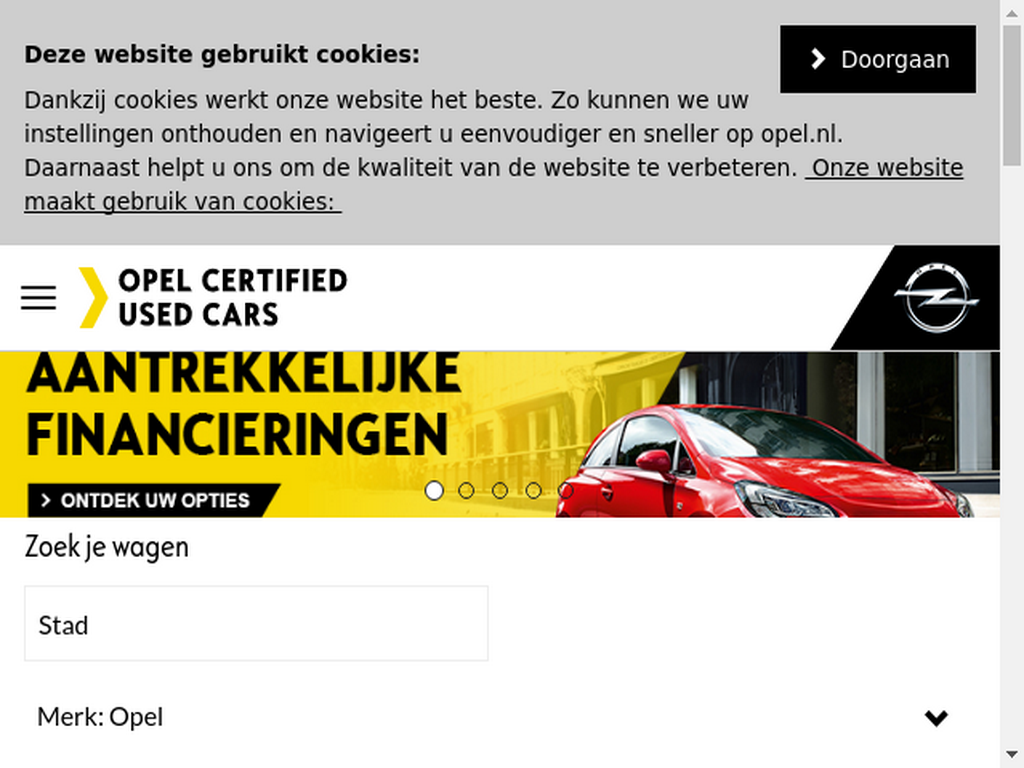 Deze website gebruikt cookies:
Doorgaan
Dankzij cookies werkt onze website het beste. Zo kunnen we uw
instellingen onthouden en navigeert u eenvoudiger en sneller op opel.nl.
Daarnaast helpt u ons om de kwaliteit van de website te verbeteren. Onze website
maakt gebruik van cookies:
OPEL CERTIFIED
USED CARS
OPEL
AANTREKKELIJKE
FINANCIERINGEN
ONTDEK UW OPTIES
Zoek je wagen
Stad
Merk: Opel